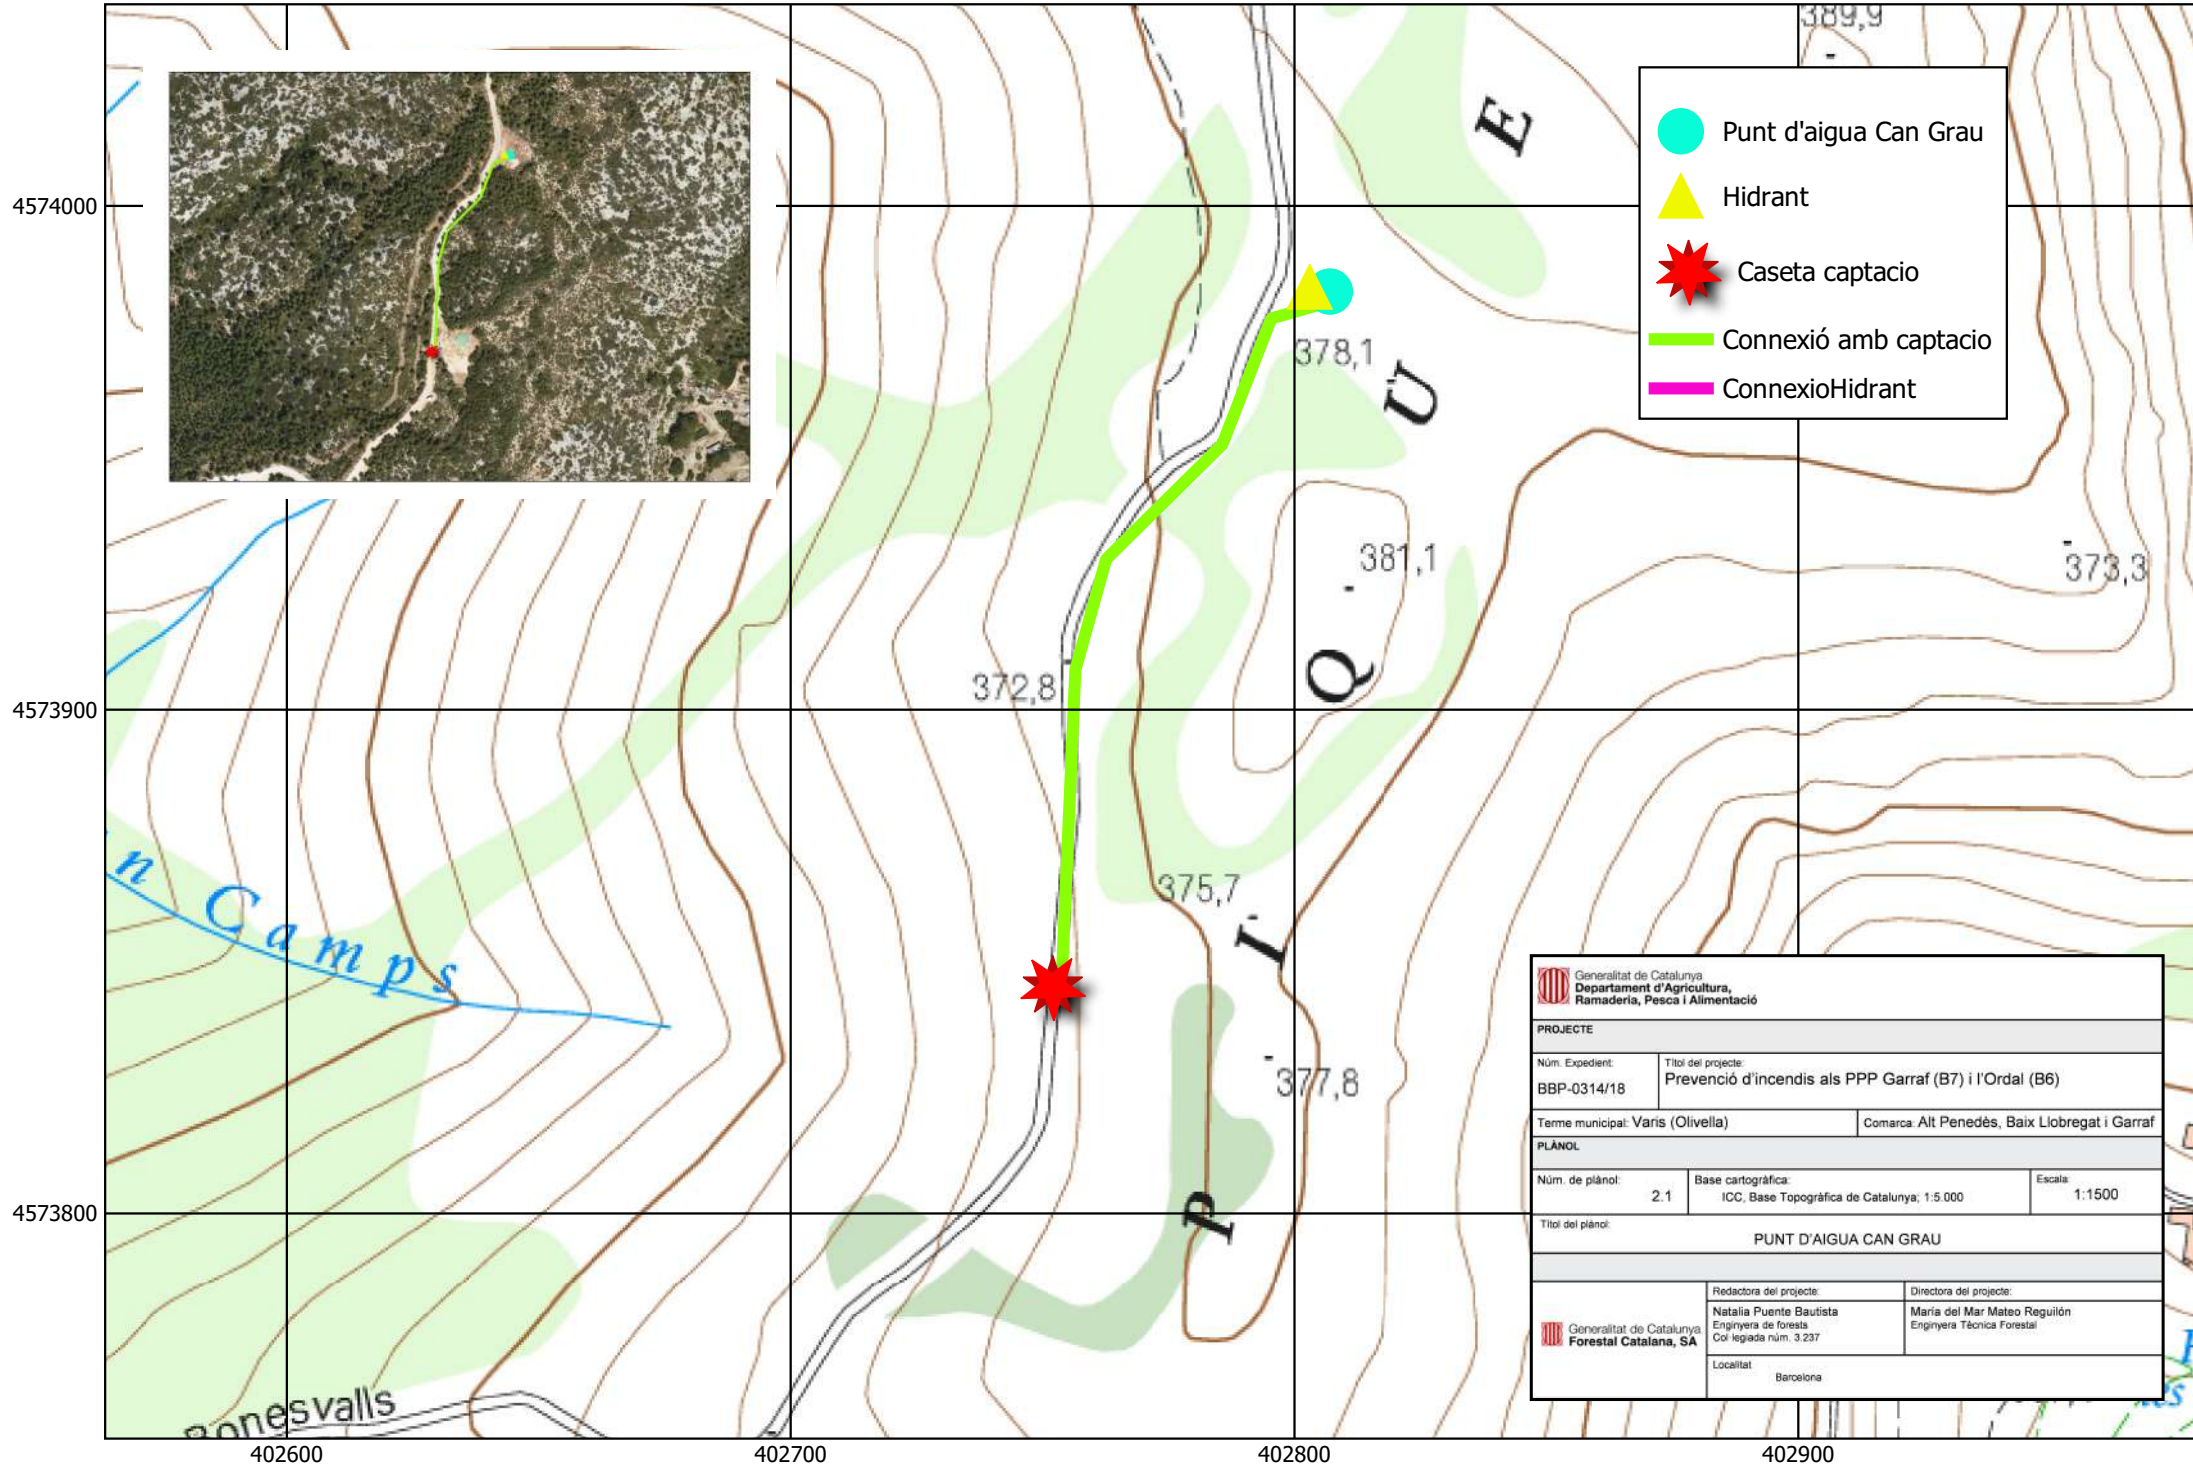 389,9
E
Punt d'aigua Can Grau
Hidrant
Caseta captacio
Connexió amb captacio
ConnexioHidrant
4574000
378,1
U
381,1
373,3
Q
372,8
4573900
n Camps
375,7
I
377,8
P
4573800
Bonesvalls
402600
402700
402800
402900
Generalitat de Catalunya
Departament d'Agricultura,
Ramaderia, Pesca i Alimentació
PROJECTE
Núm. Expedient:
BBP-0314/18
Títol del projecte:
Prevenció d'incendis als PPP Garraf (B7) i l'Ordal (B6)
Terme municipal: Varis (Olivella)
Comarca: Alt Penedès, Baix Llobregat i Garraf
PLÀNOL
Núm. de plànol:
2.1
Base cartogràfica:
ICC, Base Topogràfica de Catalunya; 1:5.000
Escala:
1:1500
Títol del plànol:
PUNT D'AIGUA CAN GRAU
Generalitat de Catalunya
Forestal Catalana, SA
Redactora del projecte:
Natalia Puente Bautista
Enginyera de forests
Col·legiada núm. 3.237
Directora del projecte:
María del Mar Mateo Reguilón
Enginyera Tècnica Forestal
Localitat
Barcelona